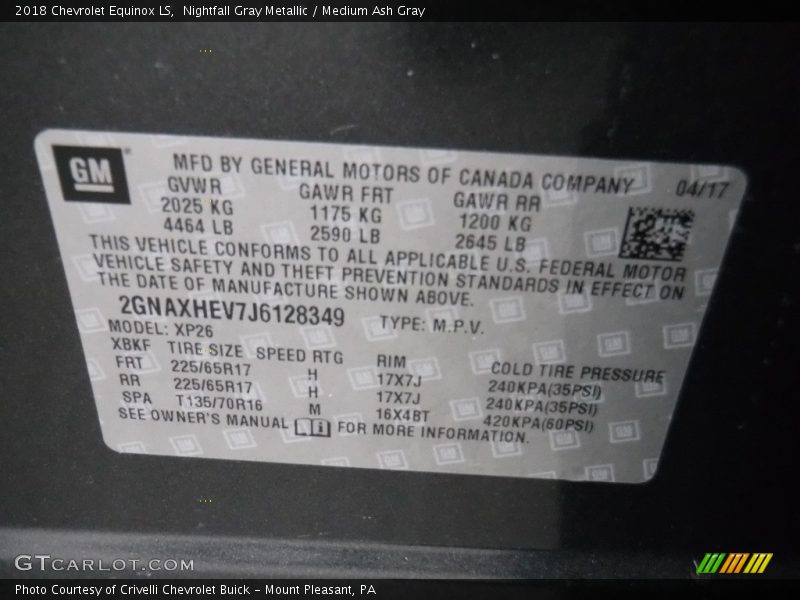 2018 Chevrolet Equinox LS,  Nightfall Gray Metallic / Medium Ash Gray
GM
MFD BY GENERAL MOTORS OF CANADA COMPANY 04/17
GVWR GAWR FRT GAWR RR
2025 KG 1175 KG 1200 KG
4464 LB 2590 LB 2645 LB
THIS VEHICLE CONFORMS TO ALL APPLICABLE U.S. FEDERAL MOTOR
VEHICLE SAFETY AND THEFT PREVENTION STANDARDS IN EFFECT ON
THE DATE OF MANUFACTURE SHOWN ABOVE.
2GNAXHEV7J6128349 TYPE: M.P.V.
MODEL: XP26
XBKF TIRE SIZE SPEED RTG RIM COLD TIRE PRESSURE
FRT 225/65R17 H 17X7J 240KPA(35PSI)
RR 225/65R17 H 17X7J 240KPA(35PSI)
SPA T135/70R16 M 16X4BT 420KPA(60PSI)
SEE OWNER'S MANUAL i FOR MORE INFORMATION.
GTCARLOT.COM
Photo Courtesy of Crivelli Chevrolet Buick - Mount Pleasant, PA